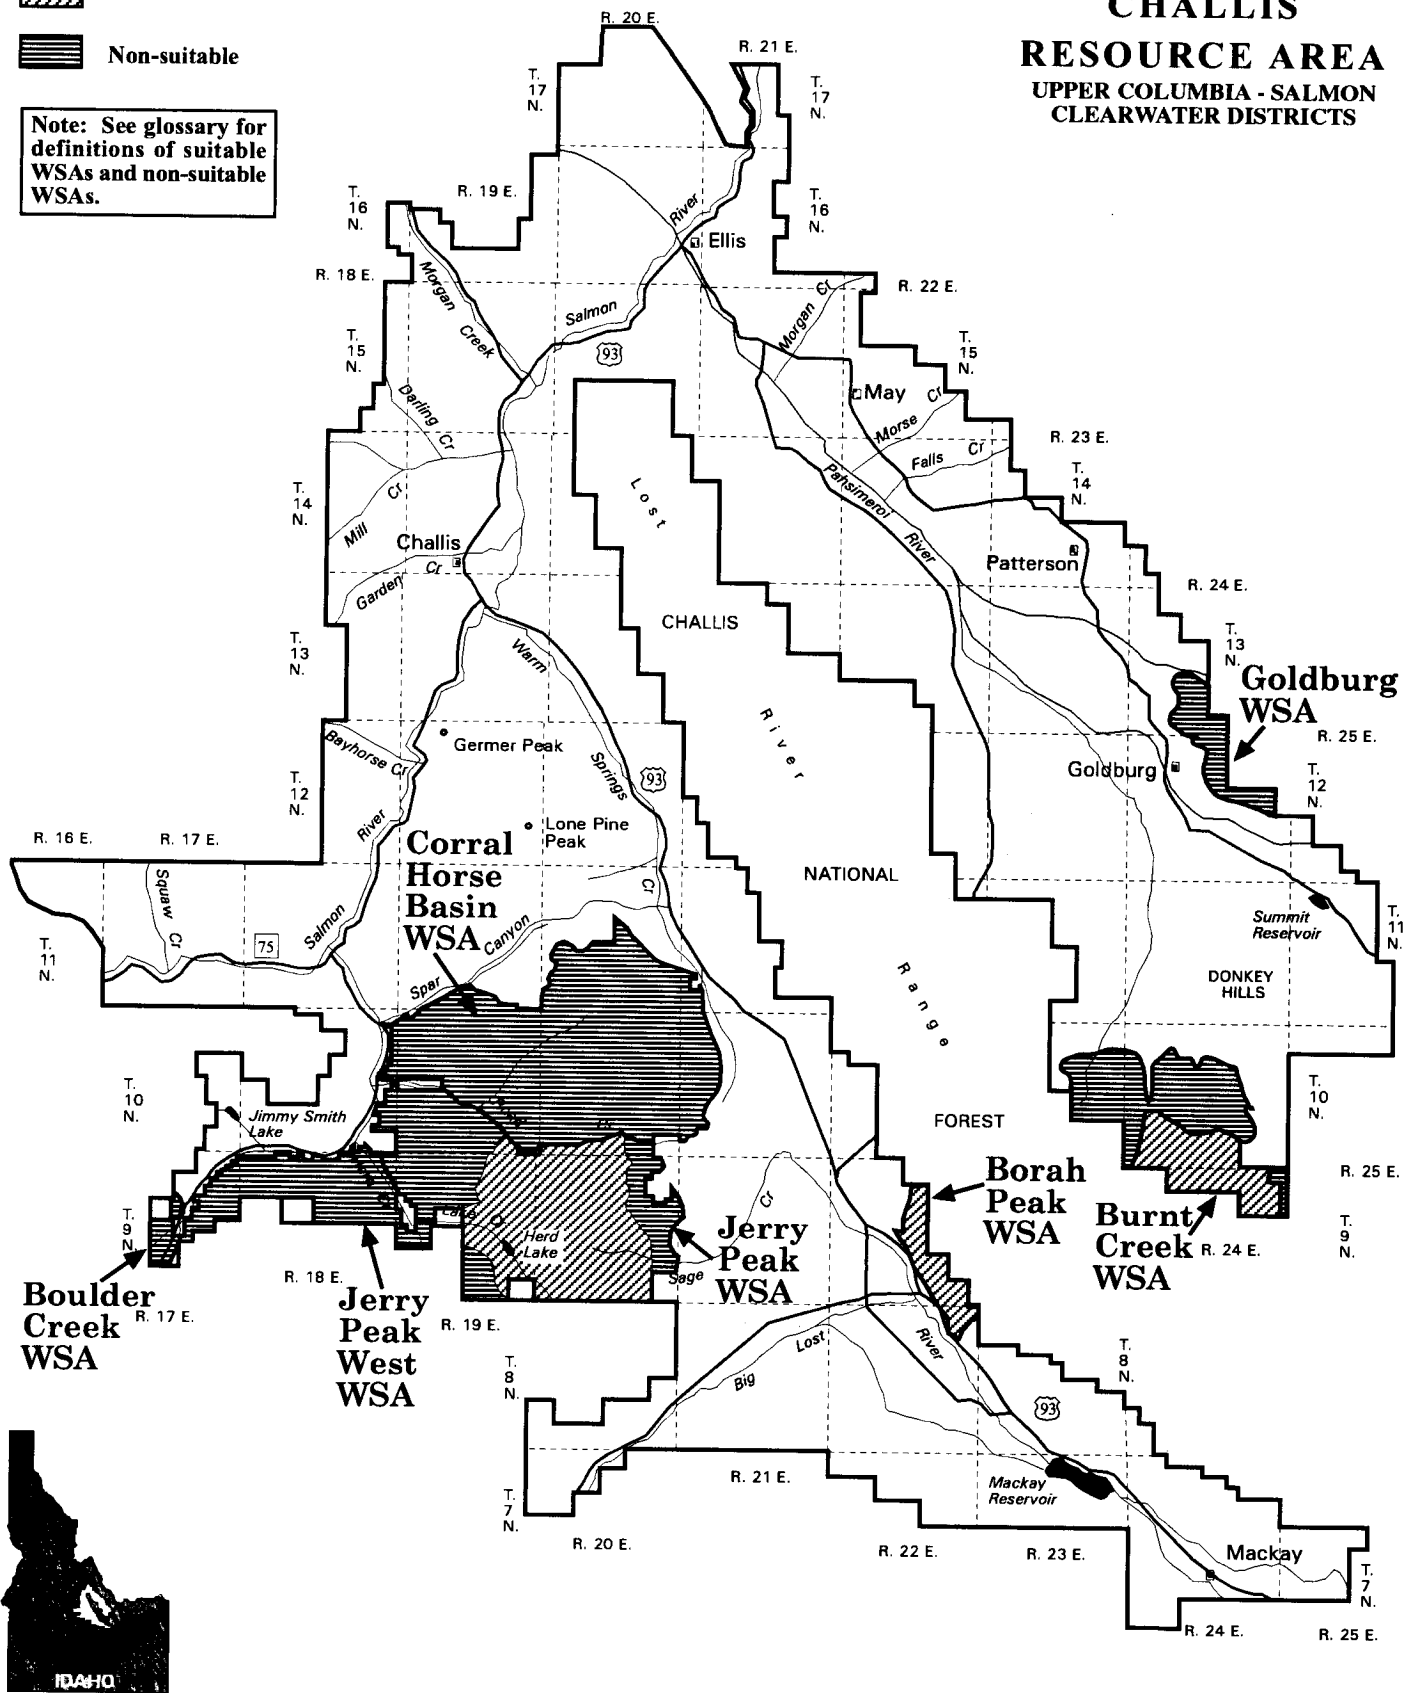 CHALLIS
RESOURCE AREA
UPPER COLUMBIA - SALMON
CLEARWATER DISTRICTS
Non-suitable
Note: See glossary for
definitions of suitable
WSAs and non-suitable
WSAs.
R. 20 E.
R. 21 E.
T.
17
N.
T.
17
N.
T.
16
N.
R. 19 E.
T.
16
N.
River
Ellis
R. 18 E.
Morgan
Creek
Salmon
93
Morgan Cr
R. 22 E.
T.
15
N.
T.
15
N.
Darling Cr
May
Morse Cr
Falls Cr
R. 23 E.
T.
14
N.
T.
14
N.
Mill Cr
Lost
Pahsimeroi
River
Challis
Garden Cr
Patterson
R. 24 E.
CHALLIS
T.
13
N.
T.
13
N.
Warm
Goldburg
WSA
River
R. 25 E.
Bayhorse Cr
Germer Peak
Springs
93
Goldburg
T.
12
N.
T.
12
N.
River
Lone Pine
Peak
R. 16 E.
R. 17 E.
Corral
Horse
Basin
WSA
NATIONAL
Cr
Squaw Cr
Salmon
75
Canyon
Spar
Summit
Reservoir
T.
11
N.
T.
11
N.
Range
DONKEY
HILLS
T.
10
N.
T.
10
N.
Jimmy Smith
Lake
FOREST
R. 25 E.
Borah
Peak
WSA
T.
9
N.
T.
9
N.
Lake Cr
Herd
Lake
Cr
Sage
Jerry
Peak
WSA
Burnt
Creek
WSA
R. 24 E.
Boulder
Creek
WSA
R. 17 E.
R. 18 E.
Jerry
Peak
West
WSA
R. 19 E.
Big
Lost
River
T.
8
N.
T.
8
N.
93
R. 21 E.
Mackay
Reservoir
T.
7
N.
R. 20 E.
R. 22 E.
R. 23 E.
Mackay
T.
7
N.
R. 24 E.
R. 25 E.
IDAHO